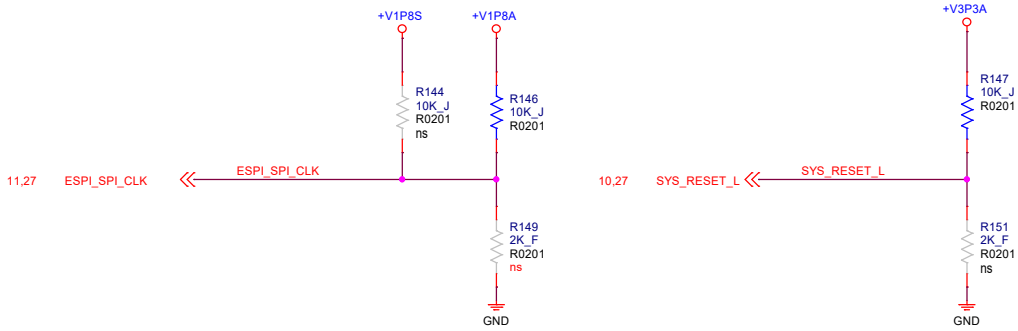 +V1P8S
+V1P8A
R144
10K_J
R0201
ns
R146
10K_J
R0201
11,27
ESPI_SPI_CLK
ESPI_SPI_CLK
R149
2K_F
R0201
ns
GND
+V3P3A
R147
10K_J
R0201
10,27
SYS_RESET_L
SYS_RESET_L
R151
2K_F
R0201
ns
GND